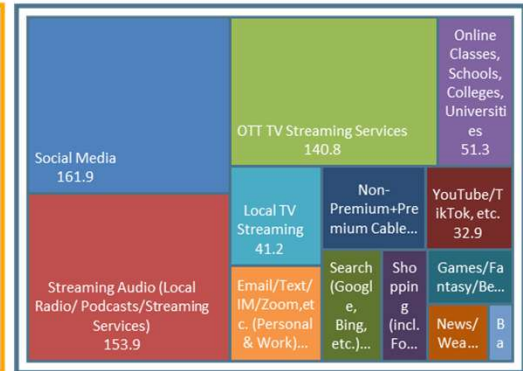 Social Media
161.9
OTT TV Streaming Services
140.8
Online
Classes,
Schools,
Colleges,
Universiti
es
51.3
Streaming Audio (Local
Radio/ Podcasts/Streaming
Services)
153.9
Local TV
Streaming
41.2
Non-
Premium+Pre
mium Cable...
YouTube/T
ikTok, etc.
32.9
Email/Text/
IM/Zoom,et
c. (Personal
& Work)...
Search
(Googl
e,
Bing,
etc.)...
Sho
ppin
g
(incl.
Fo...
Games/Fa
ntasy/Be...
News/
Wea...
B
a